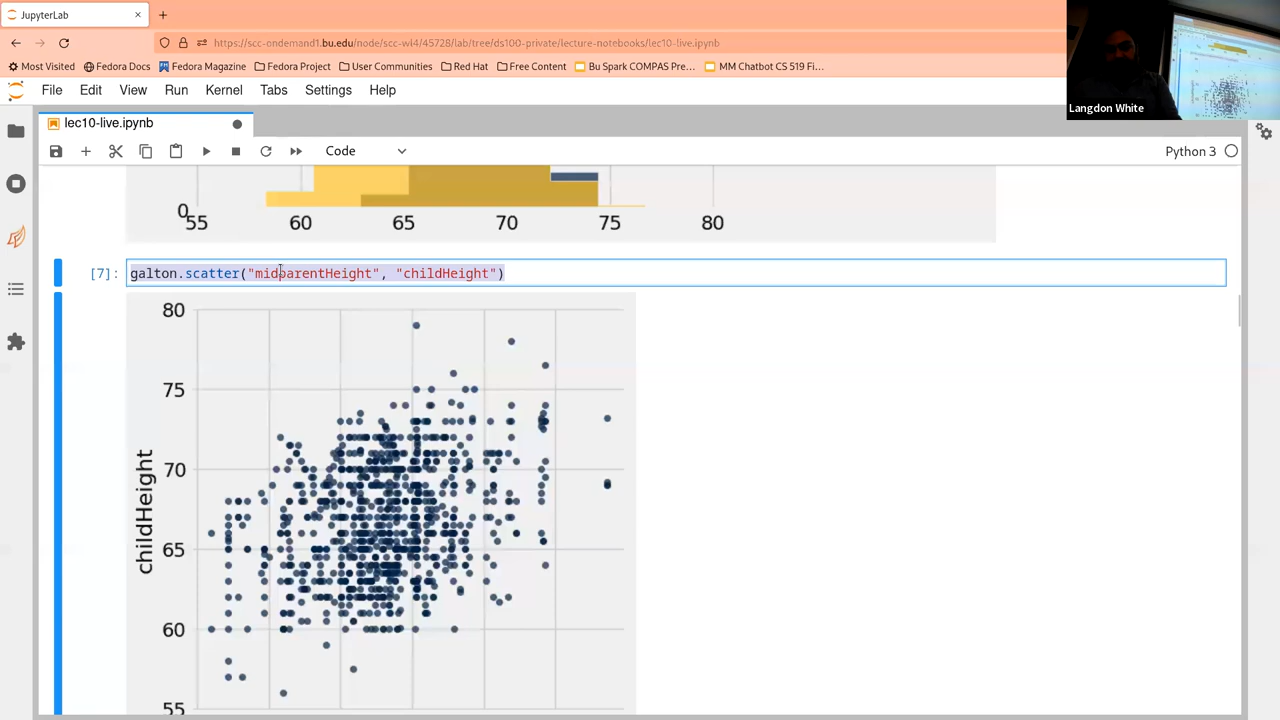 JupyterLab
https://scc-ondemand1.bu.edu/node/scc-wi4/45728/lab/tree/ds100-private/lecture-notebooks/lec10-live.ipynb
Most Visited Fedora Docs Fedora Magazine Fedora Project User Communities Red Hat Free Content Bu Spark COMPAS Pre… MM Chatbot CS 519 Fi…
Langdon White
File Edit View Run Kernel Tabs Settings Help
lec10-live.ipynb
Code
Python 3
0
55 60 65 70 75 80
[7]: galton.scatter("midparentHeight", "childHeight")
80
75
70
65
60
55
childHeight